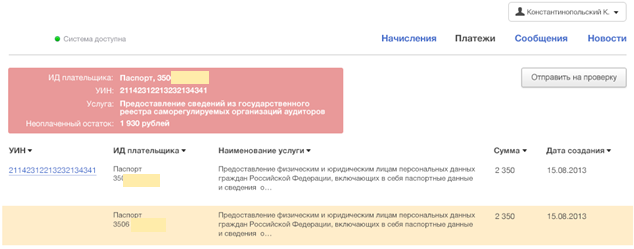 Константинопольский К.
Система доступна
Начисления Платежи Сообщения Новости
ИД плательщика: Паспорт, 3506
УИН: 21142312213232134341
Услуга: Предоставление сведений из государственного
реестра саморегулируемых организаций аудиторов
Неоплаченный остаток: 1 930 рублей
Отправить на проверку
УИН ИД плательщика Наименование услуги Сумма Дата создания
21142312213232134341 Паспорт Предоставление физическим и юридическим лицам персональных данных 2 350 15.08.2013
350 граждан Российской Федерации, включающих в себя паспортные данные
и сведения о...
Паспорт Предоставление физическим и юридическим лицам персональных данных 2 350 15.08.2013
3506 граждан Российской Федерации, включающих в себя паспортные данные
и сведения о...